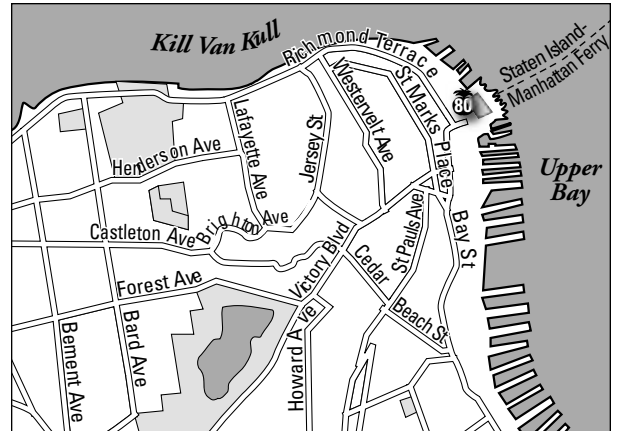 Kill Van Kull
Richmond Terrace
Staten Island-
Manhattan Ferry
80
Westervelt Ave
St Marks Place
Lafayette Ave
Jersey St
Henderson Ave
Upper
Bay
Brighton Ave
Castleton Ave
St Pauls Ave
Bay St
Victory Blvd
Cedar
Forest Ave
Beach St
Howard Ave
Bement Ave
Bard Ave